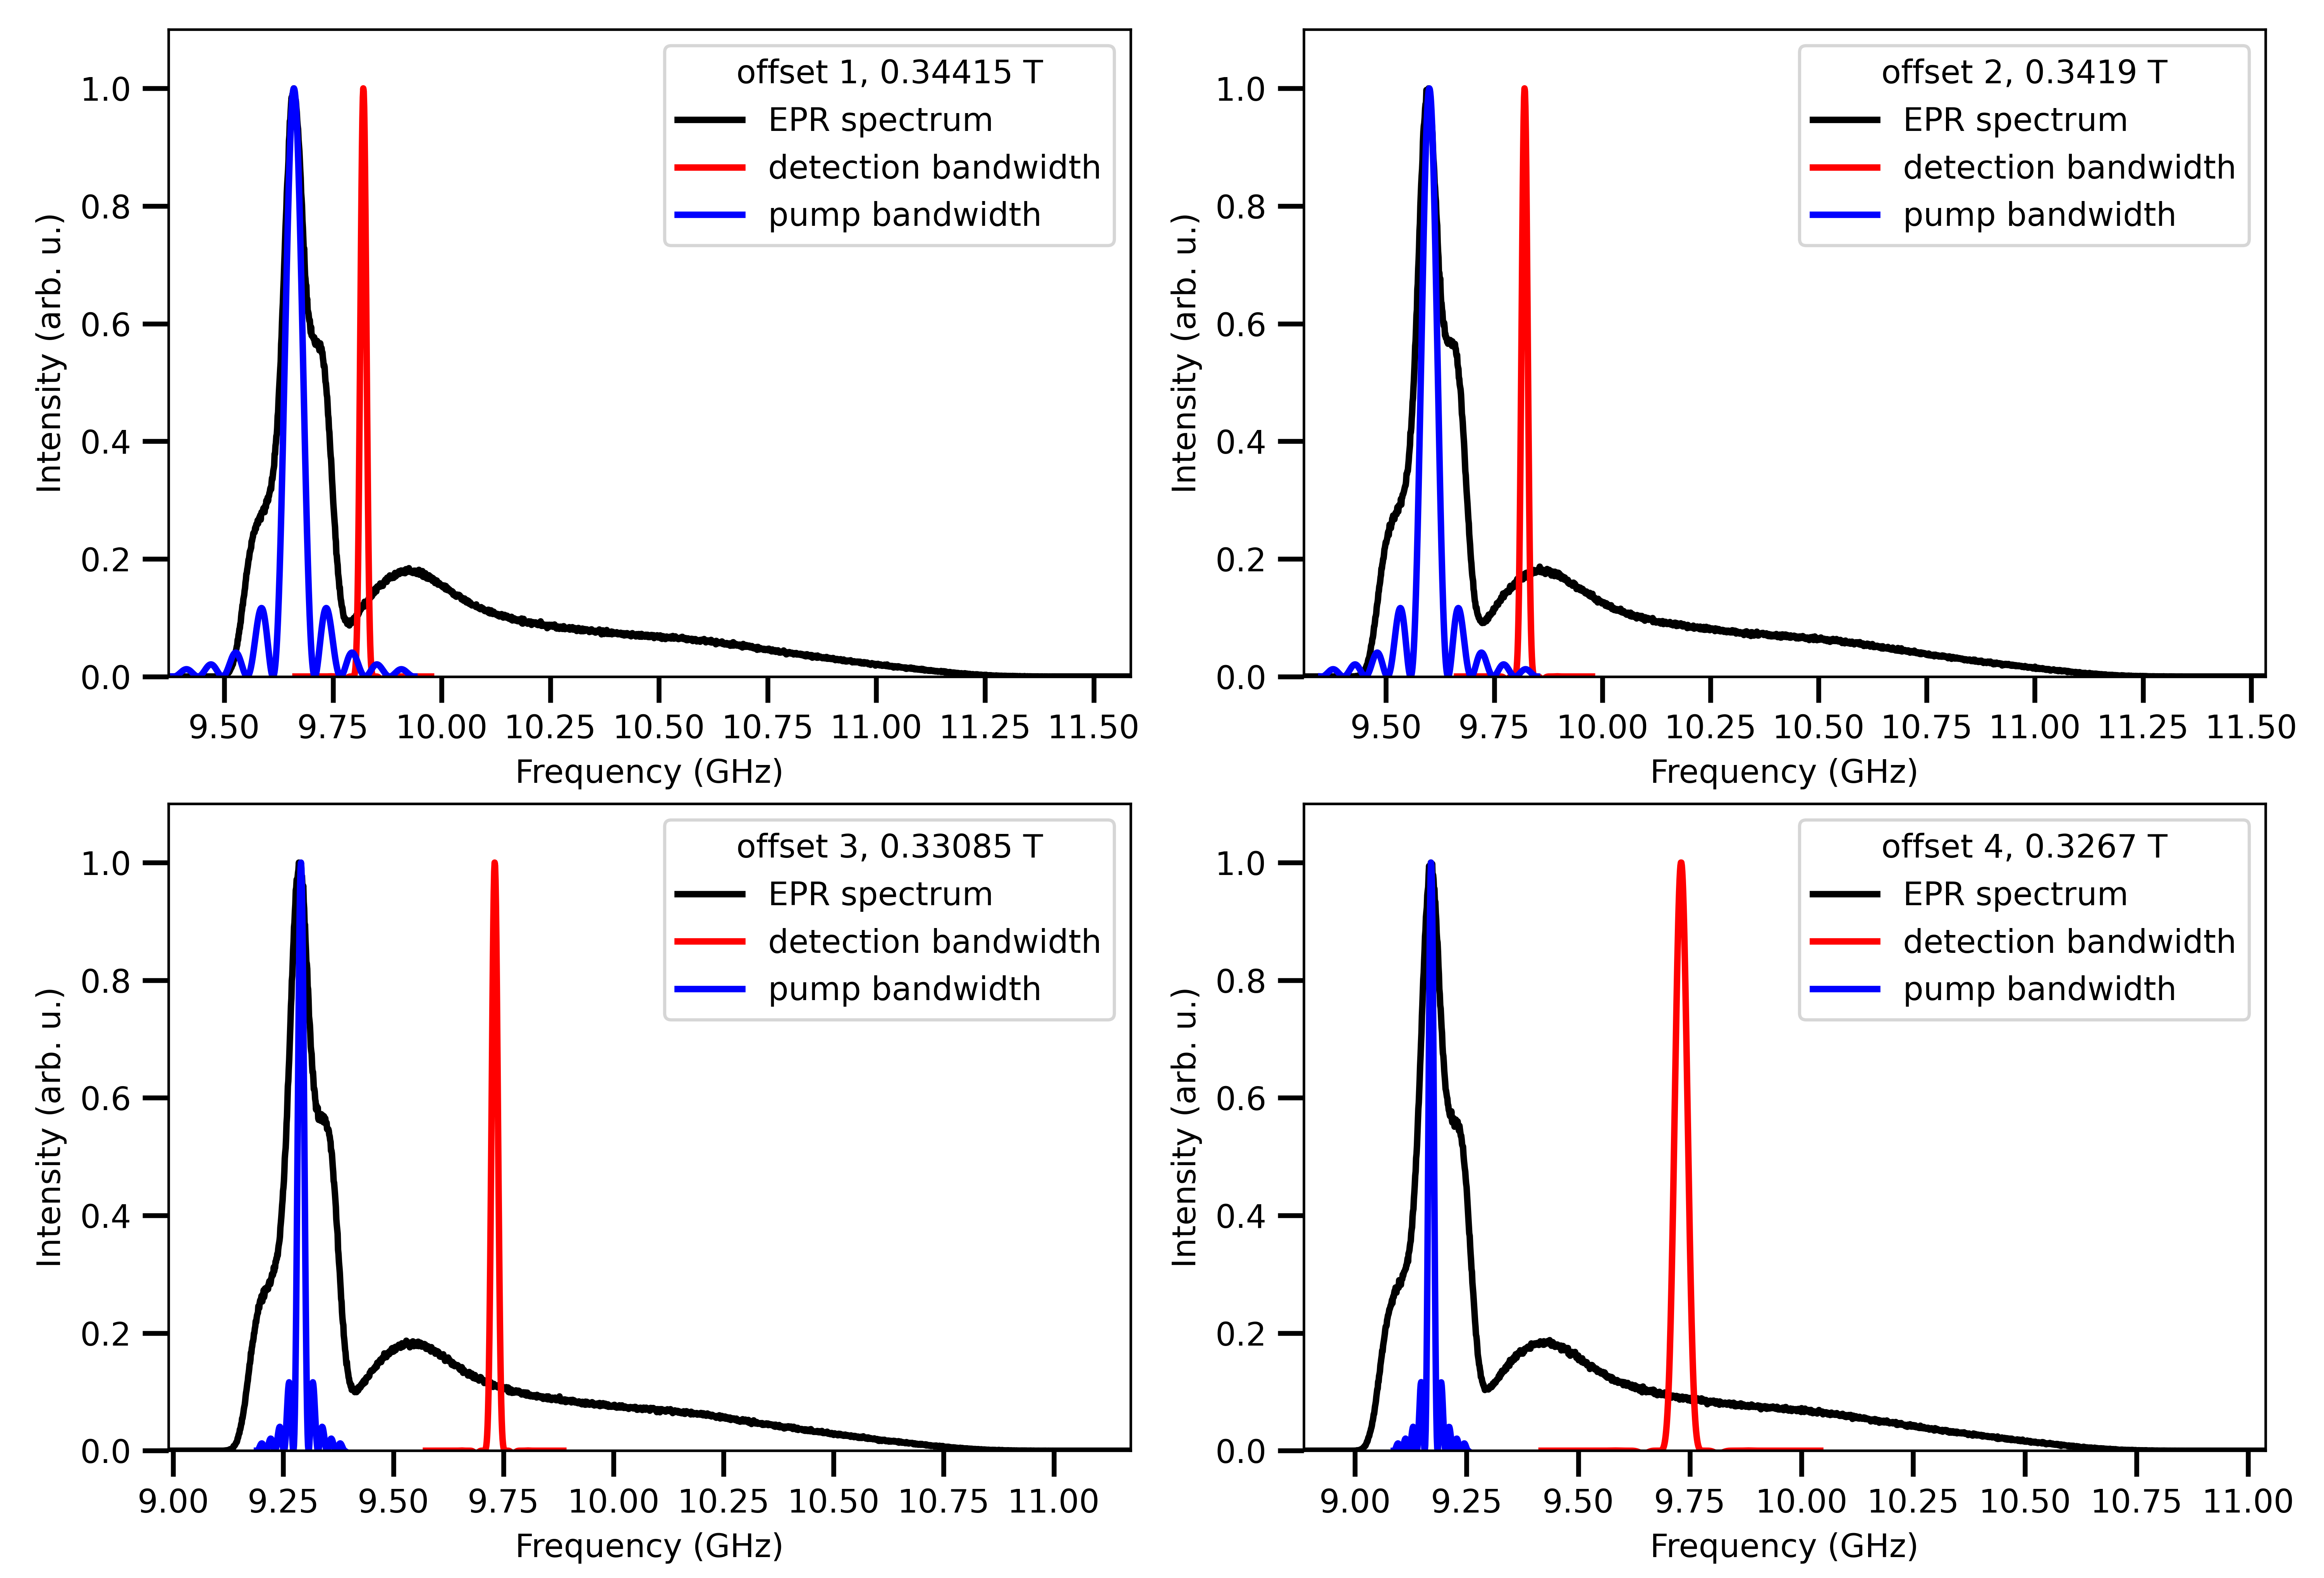 offset 1, 0.34415 T
EPR spectrum
detection bandwidth
pump bandwidth
Intensity (arb. u.)
1.0
0.8
0.6
0.4
0.2
0.0
9.50 9.75 10.00 10.25 10.50 10.75 11.00 11.25 11.50
Frequency (GHz)
offset 2, 0.3419 T
EPR spectrum
detection bandwidth
pump bandwidth
Intensity (arb. u.)
1.0
0.8
0.6
0.4
0.2
0.0
9.50 9.75 10.00 10.25 10.50 10.75 11.00 11.25 11.50
Frequency (GHz)
offset 3, 0.33085 T
EPR spectrum
detection bandwidth
pump bandwidth
Intensity (arb. u.)
1.0
0.8
0.6
0.4
0.2
0.0
9.00 9.25 9.50 9.75 10.00 10.25 10.50 10.75 11.00
Frequency (GHz)
offset 4, 0.3267 T
EPR spectrum
detection bandwidth
pump bandwidth
Intensity (arb. u.)
1.0
0.8
0.6
0.4
0.2
0.0
9.00 9.25 9.50 9.75 10.00 10.25 10.50 10.75 11.00
Frequency (GHz)